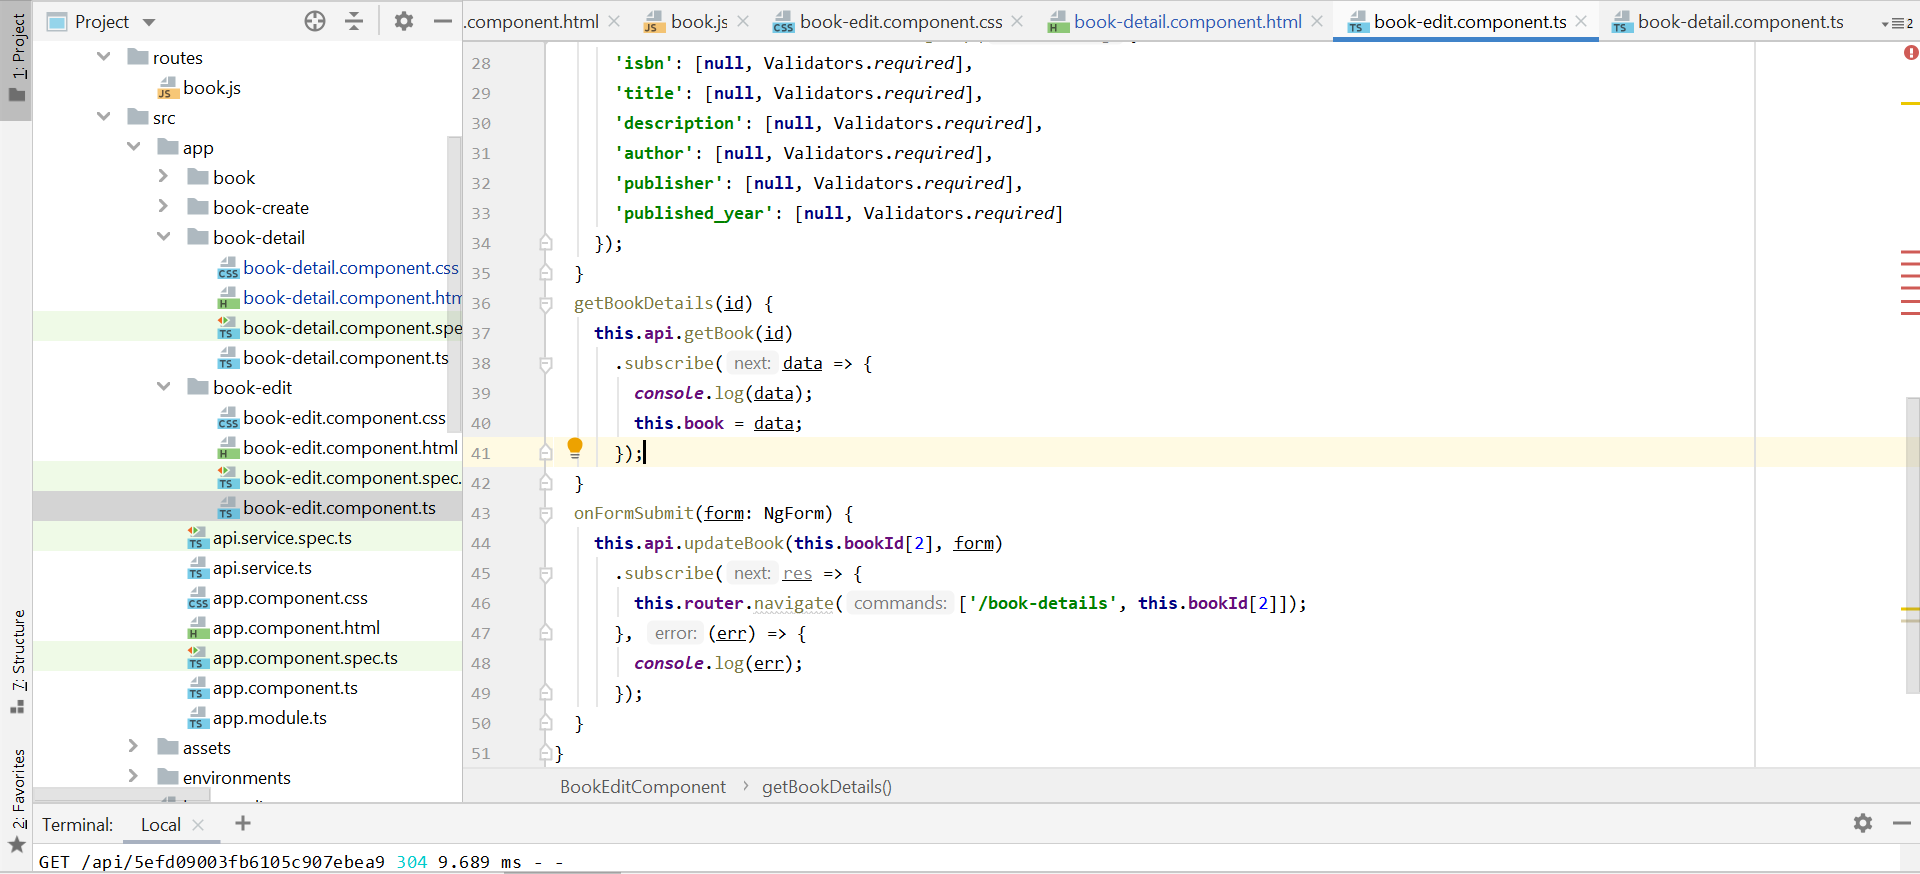 1: Project
7: Structure
2: Favorites
Project
routes
book.js
src
app
book
book-create
book-detail
book-detail.component.css
book-detail.component.htm
book-detail.component.spe
book-detail.component.ts
book-edit
book-edit.component.css
book-edit.component.html
book-edit.component.spec.
book-edit.component.ts
api.service.spec.ts
api.service.ts
app.component.css
app.component.html
app.component.spec.ts
app.component.ts
app.module.ts
assets
environments
.component.html book.js book-edit.component.css book-detail.component.html book-edit.component.ts book-detail.component.ts 2
28 'isbn': [null, Validators.required],
29 'title': [null, Validators.required],
30 'description': [null, Validators.required],
31 'author': [null, Validators.required],
32 'publisher': [null, Validators.required],
33 'published_year': [null, Validators.required]
34 });
35 }
36 getBookDetails(id) {
37 this.api.getBook(id)
38 .subscribe( next: data => {
39 console.log(data);
40 this.book = data;
41 });
42 }
43 onFormSubmit(form: NgForm) {
44 this.api.updateBook(this.bookId[2], form)
45 .subscribe( next: res => {
46 this.router.navigate( commands: ['/book-details', this.bookId[2]]);
47 }, error: (err) => {
48 console.log(err);
49 });
50 }
51 }
BookEditComponent › getBookDetails()
Terminal: Local +
GET /api/5efd09003fb6105c907ebea9 304 9.689 ms - -